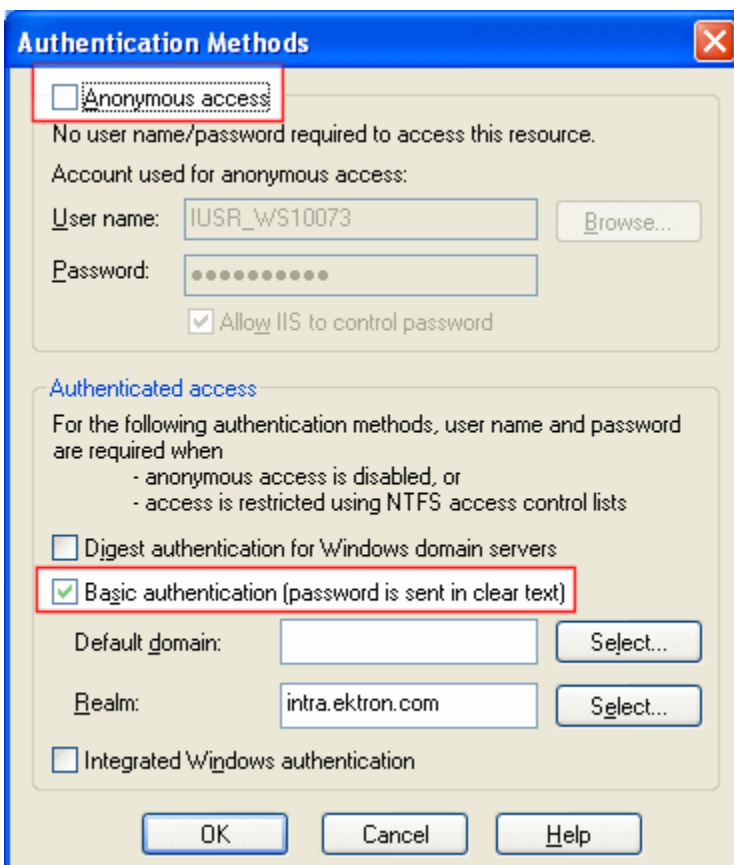 Authentication Methods
Anonymous access
No user name/password required to access this resource.
Account used for anonymous access:
User name: IUSR_WS10073 Browse...
Password: ●●●●●●●●●●
Allow IIS to control password
Authenticated access
For the following authentication methods, user name and password
are required when
- anonymous access is disabled, or
- access is restricted using NTFS access control lists
Digest authentication for Windows domain servers
Basic authentication (password is sent in clear text)
Default domain: Select...
Realm: intra.ektron.com Select...
Integrated Windows authentication
OK Cancel Help